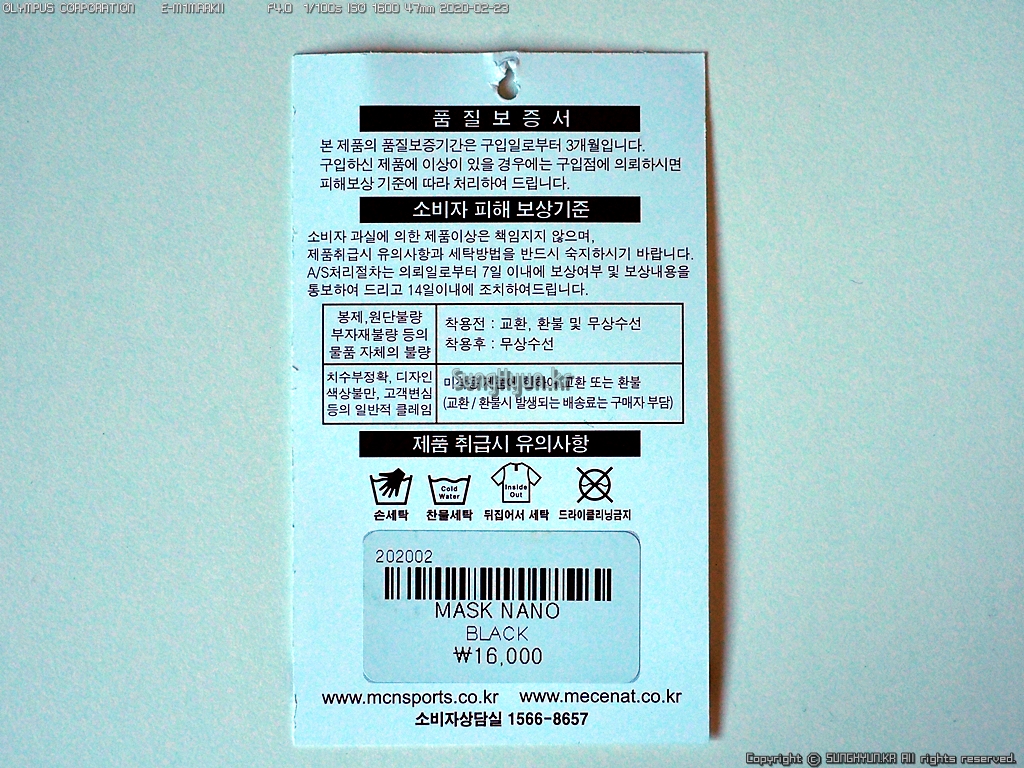 OLYMPUS CORPORATION E-M1MARKII F4.0 1/100s ISO 1600 47mm 2020-02-23
품 질 보 증 서
본 제품의 품질보증기간은 구입일로부터 3개월입니다.
구입하신 제품에 이상이 있을 경우에는 구입점에 의뢰하시면
피해보상 기준에 따라 처리하여 드립니다.
소비자 피해 보상기준
소비자 과실에 의한 제품이상은 책임지지 않으며,
제품취급시 유의사항과 세탁방법을 반드시 숙지하시기 바랍니다.
A/S처리절차는 의뢰일로부터 7일 이내에 보상여부 및 보상내용을
통보하여 드리고 14일이내에 조치하여드립니다.
봉제,원단불량
부자재불량 등의
물품 자체의 불량
착용전 : 교환, 환불 및 무상수선
착용후 : 무상수선
치수부정확, 디자인
색상불만, 고객변심
등의 일반적 클레임
교환 또는 환불
(교환 / 환불시 발생되는 배송료는 구매자 부담)
SungHyun.kr
제품 취급시 유의사항
Cold
Water
Inside
Out
손세탁 찬물세탁 뒤집어서 세탁 드라이클리닝금지
202002
MASK NANO
BLACK
₩16,000
www.mcnsports.co.kr www.mecenat.co.kr
소비자상담실 1566-8657
Copyright © SUNGHYUN.KR All rights reserved.